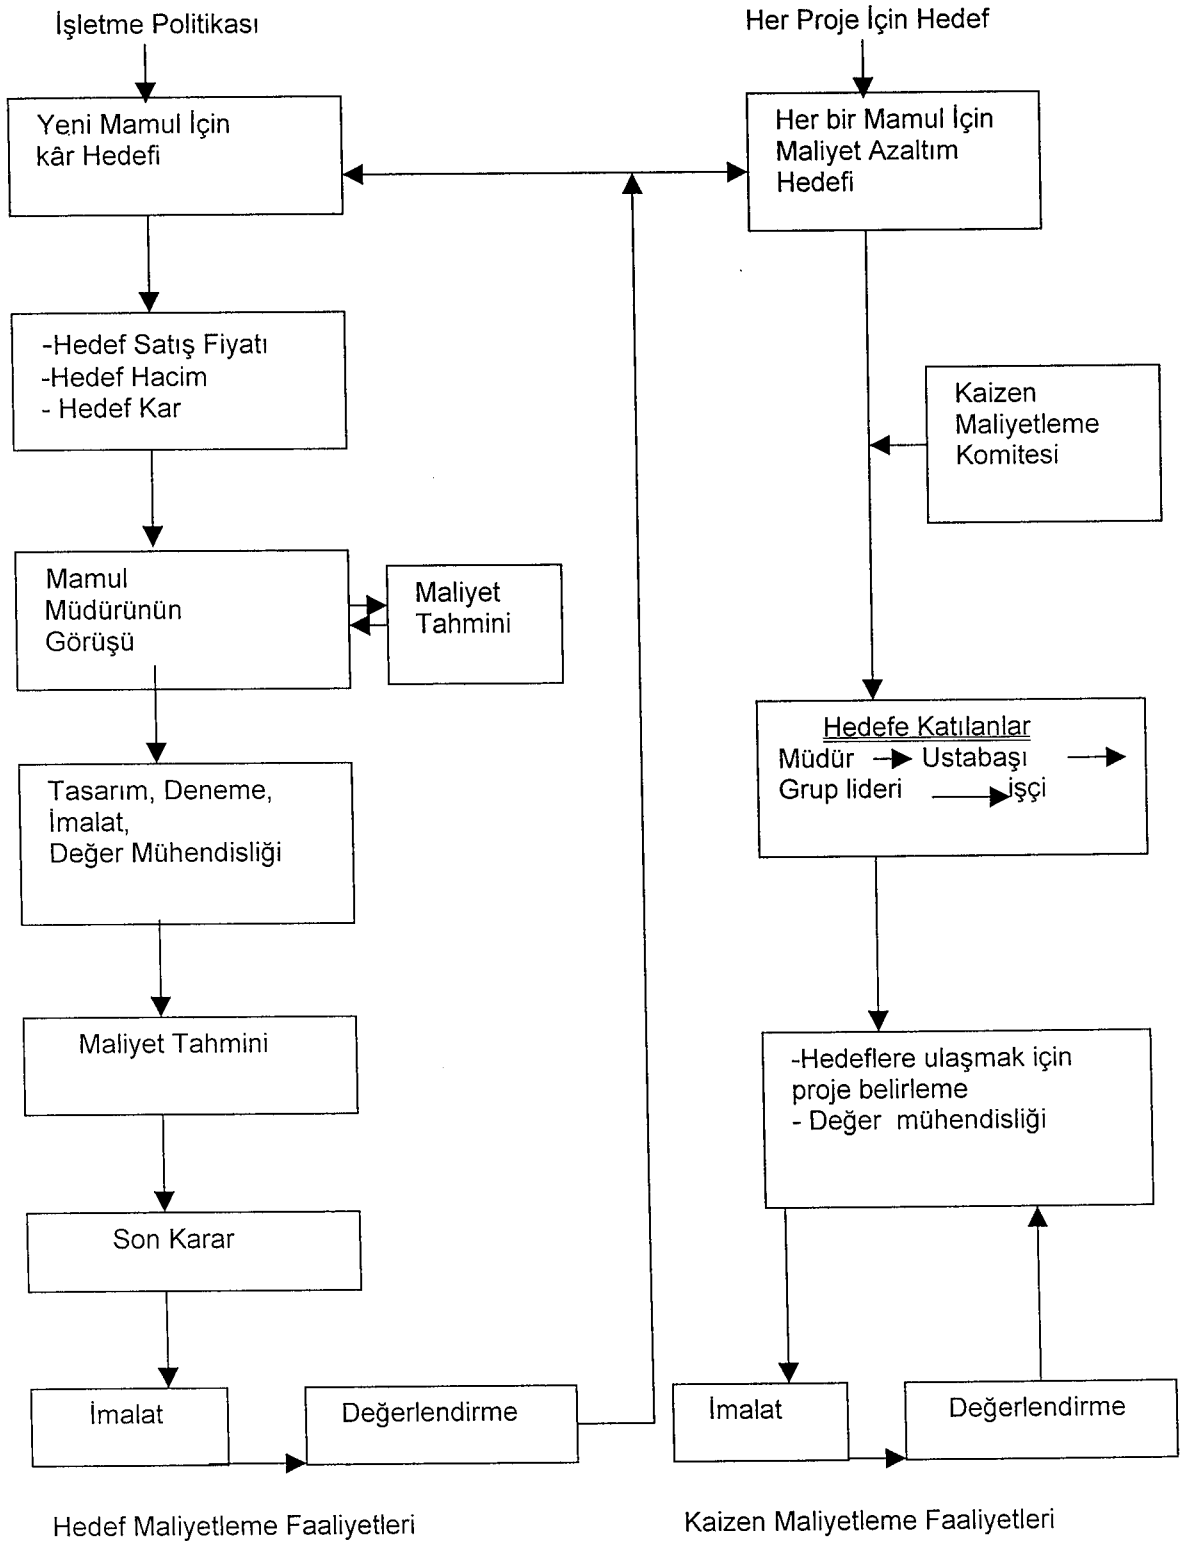 İşletme Politikası
Yeni Mamul İçin
kâr Hedefi
-Hedef Satış Fiyatı
-Hedef Hacim
- Hedef Kar
Mamul
Müdürünün
Görüşü
Maliyet
Tahmini
Tasarım, Deneme,
İmalat,
Değer Mühendisliği
Maliyet Tahmini
Son Karar
İmalat
Değerlendirme
Hedef Maliyetleme Faaliyetleri
Her Proje İçin Hedef
Her bir Mamul İçin
Maliyet Azaltım
Hedefi
Kaizen
Maliyetleme
Komitesi
Hedefe Katılanlar
Müdür Ustabaşı
Grup lideri işçi
-Hedeflere ulaşmak için
proje belirleme
- Değer mühendisliği
İmalat
Değerlendirme
Kaizen Maliyetleme Faaliyetleri